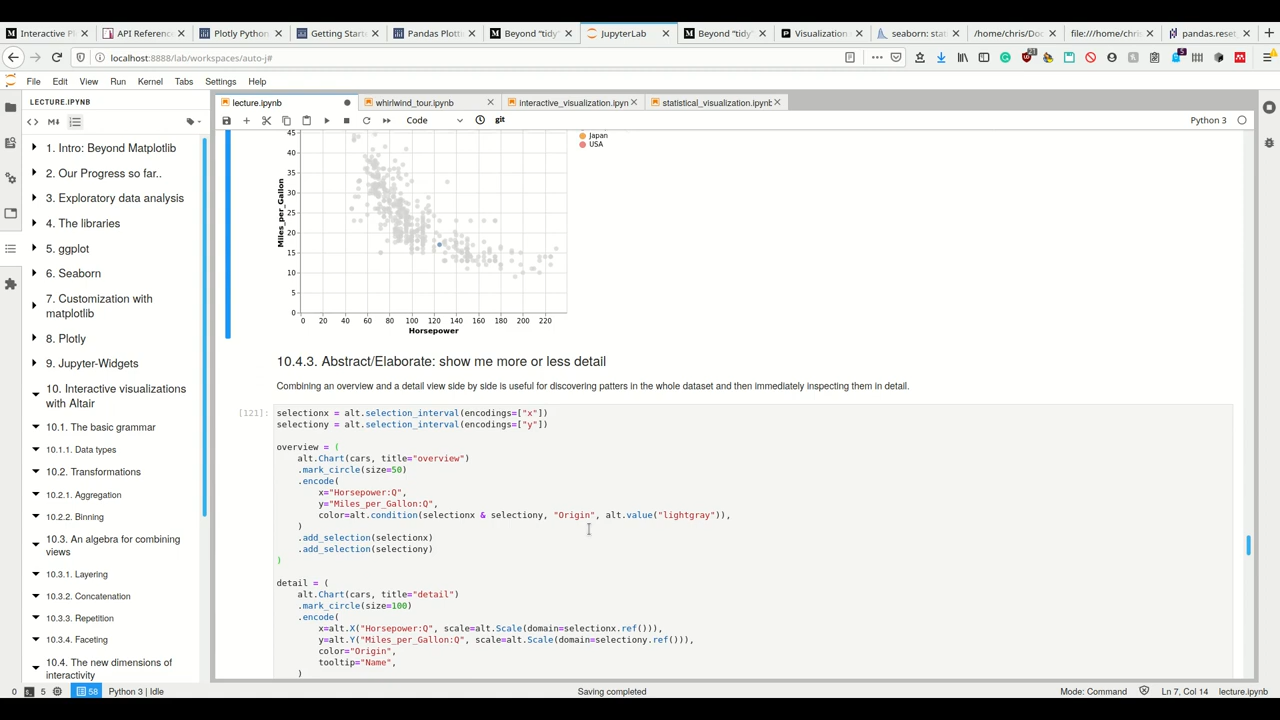 Interactive Pl
API Referenc
Plotly Python
Getting Start
Pandas Plotti
Beyond "tidy"
JupyterLab
Beyond "tidy"
Visualization
seaborn: stat
/home/chris/Doc
file:///home/chris
pandas.reset
localhost:8888/lab/workspaces/auto-j#
File Edit View Run Kernel Tabs Settings Help
LECTURE.IPYNB
lecture.ipynb
whirlwind_tour.ipynb
interactive_visualization.ipyn
statistical_visualization.ipynb
Code
git
Python 3
1. Intro: Beyond Matplotlib
2. Our Progress so far..
3. Exploratory data analysis
4. The libraries
5. ggplot
6. Seaborn
7. Customization with
matplotlib
8. Plotly
9. Jupyter-Widgets
10. Interactive visualizations
with Altair
10.1. The basic grammar
10.1.1. Data types
10.2. Transformations
10.2.1. Aggregation
10.2.2. Binning
10.3. An algebra for combining
views
10.3.1. Layering
10.3.2. Concatenation
10.3.3. Repetition
10.3.4. Faceting
10.4. The new dimensions of
interactivity
45
40
35
30
25
20
15
10
5
0
Miles_per_Gallon
0 20 40 60 80 100 120 140 160 180 200 220
Horsepower
Japan
USA
10.4.3. Abstract/Elaborate: show me more or less detail
Combining an overview and a detail view side by side is useful for discovering patters in the whole dataset and then immediately inspecting them in detail.
[121]:
selectionx = alt.selection_interval(encodings=["x"])
selectiony = alt.selection_interval(encodings=["y"])
overview = (
alt.Chart(cars, title="overview")
.mark_circle(size=50)
.encode(
x="Horsepower:Q",
y="Miles_per_Gallon:Q",
color=alt.condition(selectionx & selectiony, "Origin", alt.value("lightgray")),
)
.add_selection(selectionx)
.add_selection(selectiony)
)
detail = (
alt.Chart(cars, title="detail")
.mark_circle(size=100)
.encode(
x=alt.X("Horsepower:Q", scale=alt.Scale(domain=selectionx.ref())),
y=alt.Y("Miles_per_Gallon:Q", scale=alt.Scale(domain=selectiony.ref())),
color="Origin",
tooltip="Name",
)
0 5 58 Python 3 | Idle
Saving completed
Mode: Command
Ln 7, Col 14
lecture.ipynb